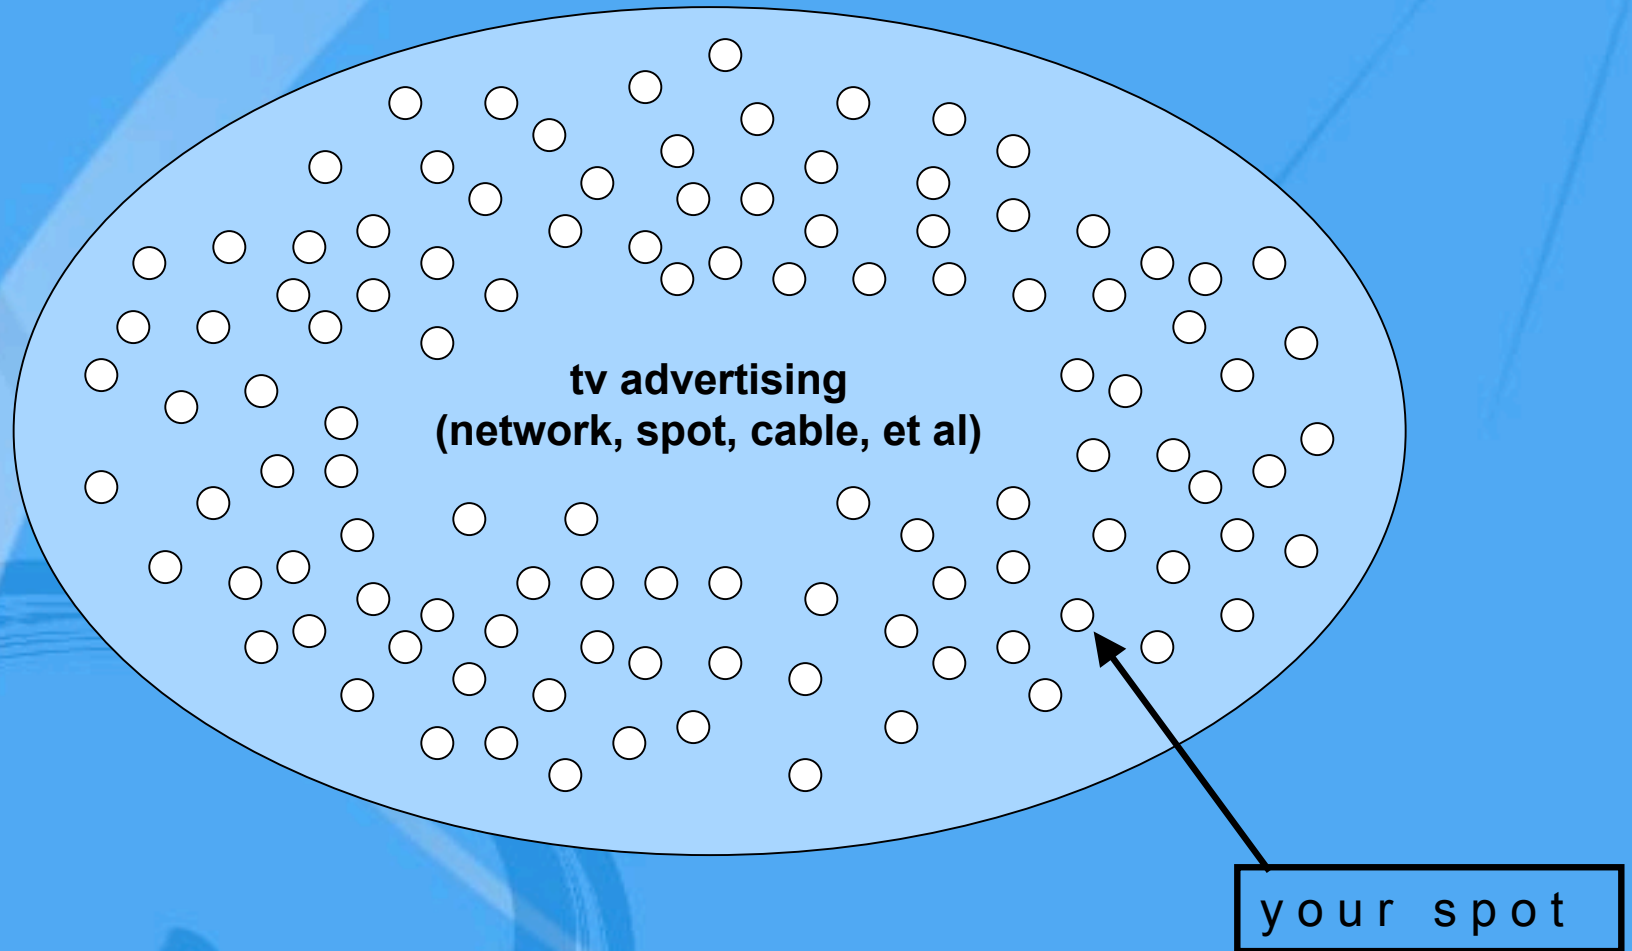 tv advertising
(network, spot, cable, et al)
your spot